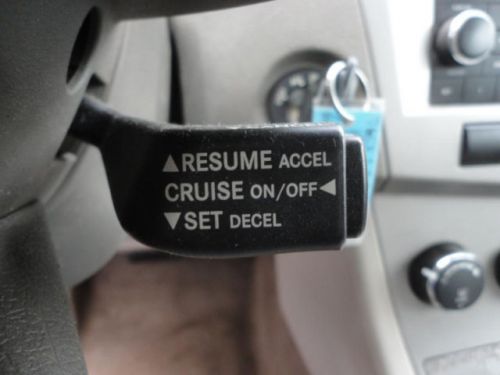 ▲RESUME ACCEL
CRUISE ON/OFF◄
▼SET DECEL